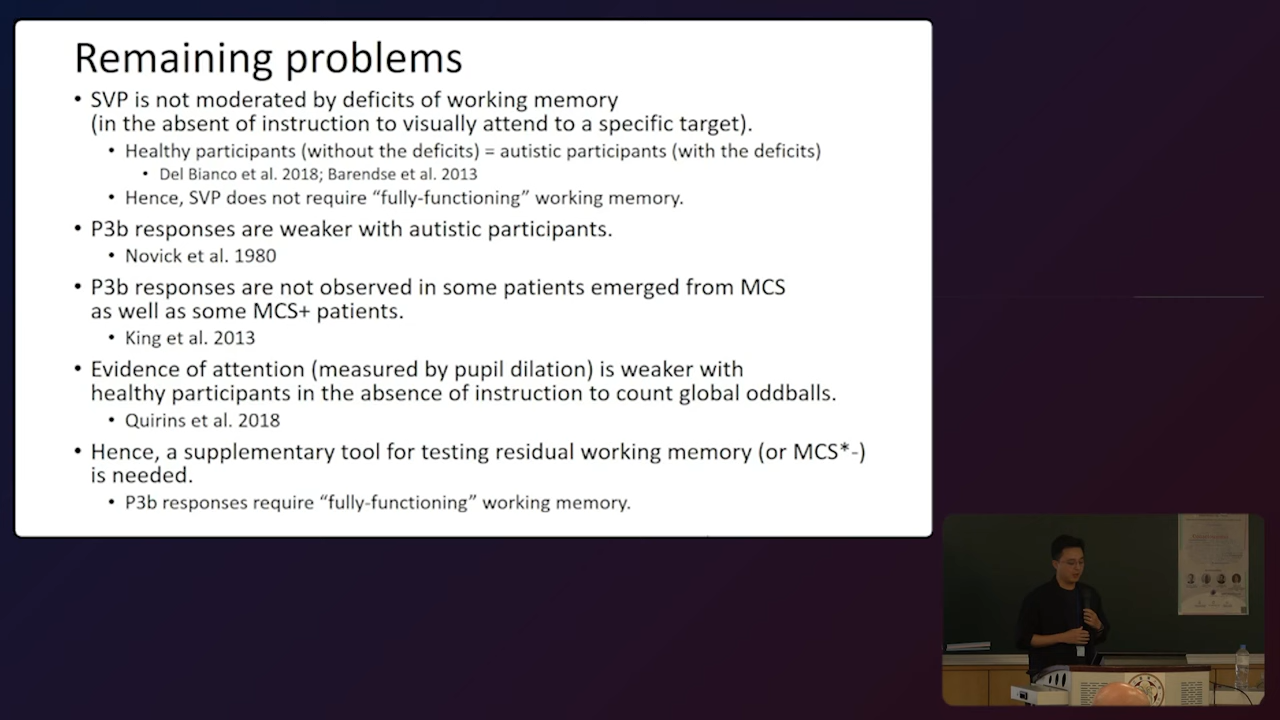 Remaining problems
• SVP is not moderated by deficits of working memory
(in the absent of instruction to visually attend to a specific target).
• Healthy participants (without the deficits) = autistic participants (with the deficits)
• Del Bianco et al. 2018; Barendse et al. 2013
• Hence, SVP does not require “fully-functioning” working memory.
• P3b responses are weaker with autistic participants.
• Novick et al. 1980
• P3b responses are not observed in some patients emerged from MCS
as well as some MCS+ patients.
• King et al. 2013
• Evidence of attention (measured by pupil dilation) is weaker with
healthy participants in the absence of instruction to count global oddballs.
• Quirins et al. 2018
• Hence, a supplementary tool for testing residual working memory (or MCS*-)
is needed.
• P3b responses require “fully-functioning” working memory.